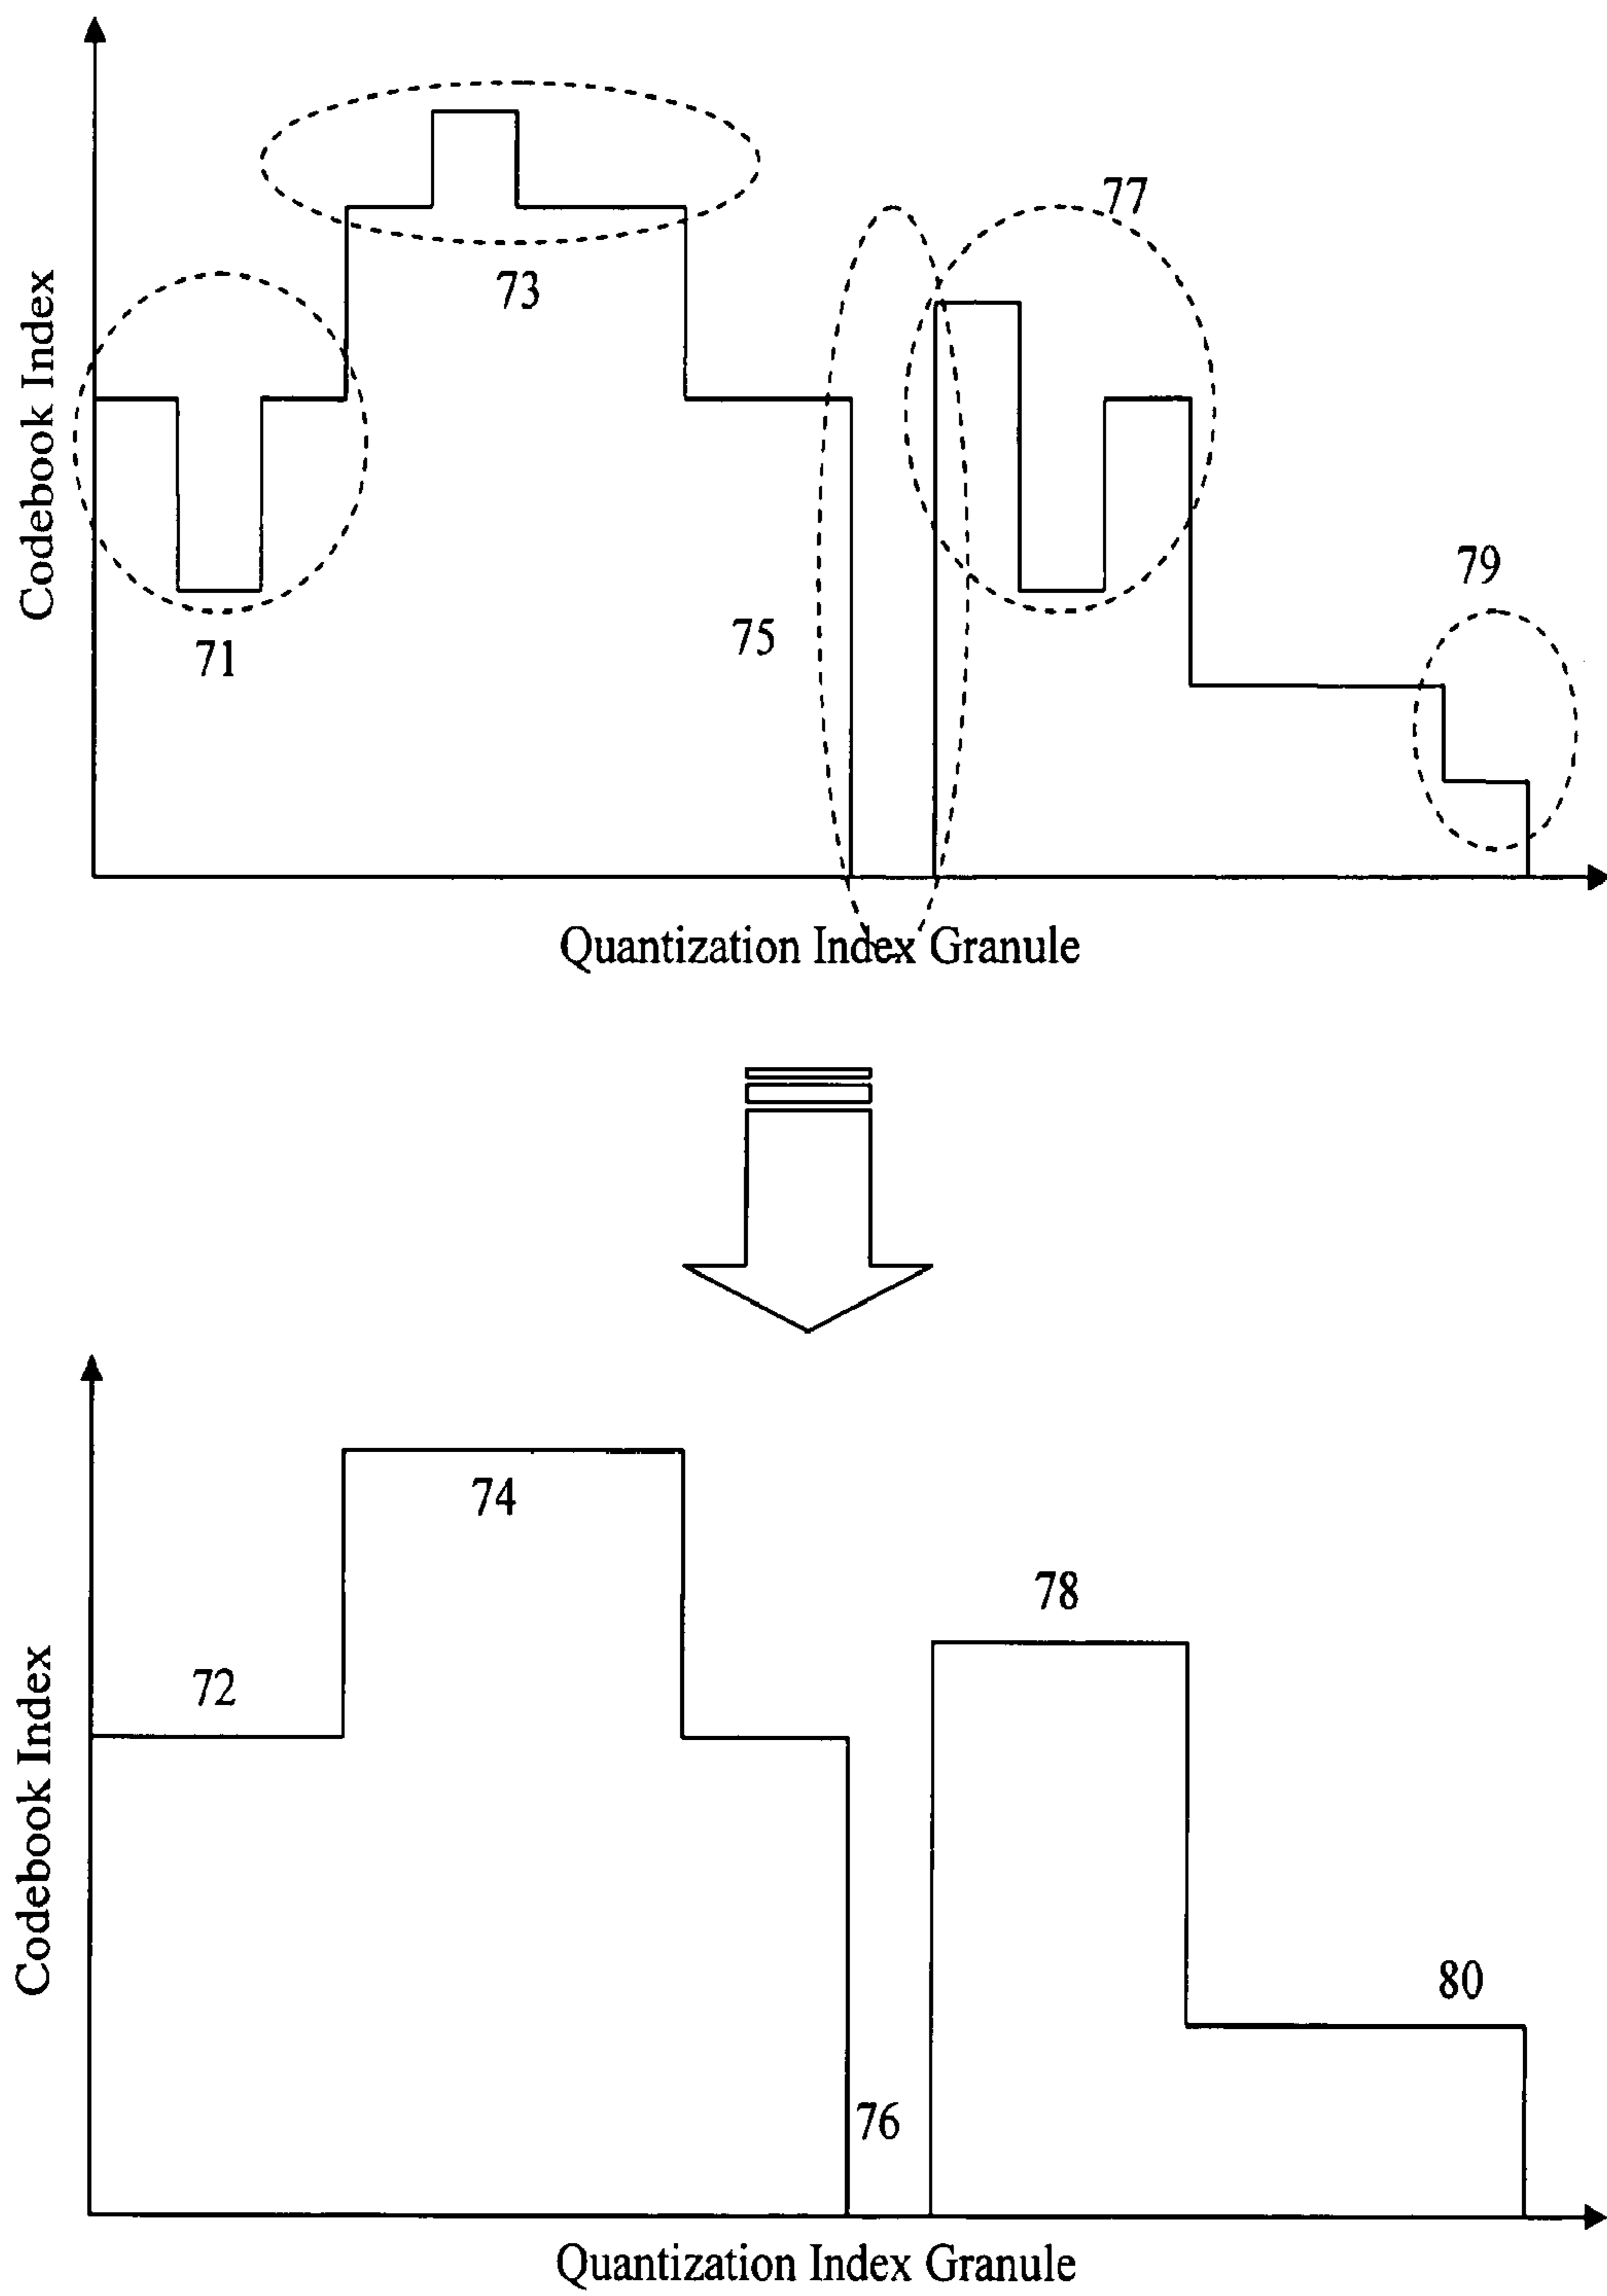 77
73
Codebook Index
79
75
71
Quantization Index Granule
74
78
72
Codebook Index
80
76
Quantization Index Granule